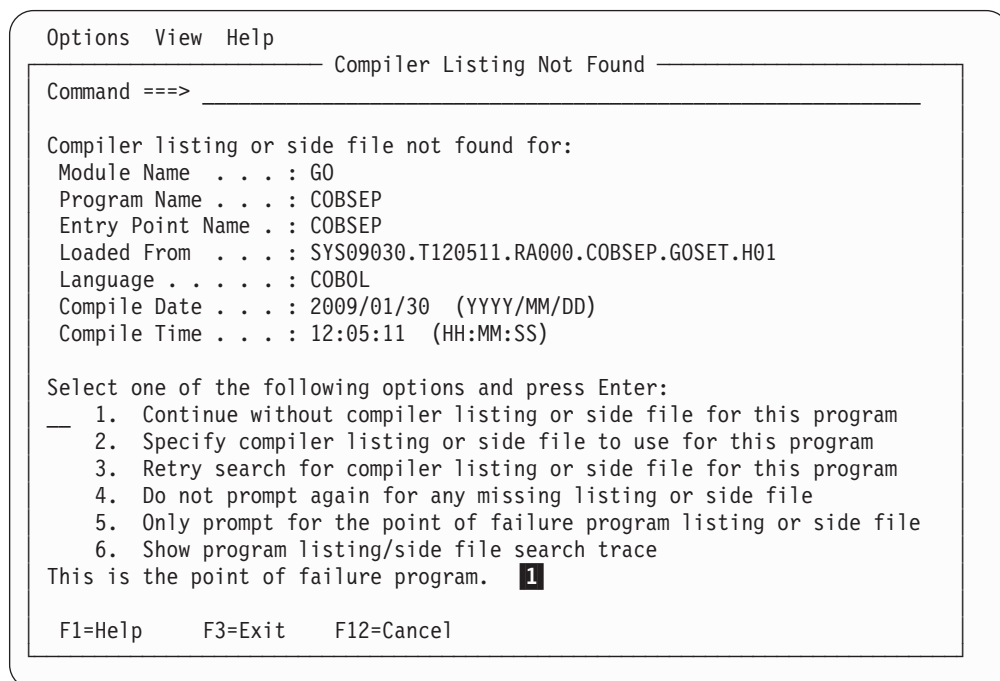 Options View Help
Compiler Listing Not Found
Command ===> ____________________________________________________________
Compiler listing or side file not found for:
Module Name . . . : GO
Program Name . . . : COBSEP
Entry Point Name . : COBSEP
Loaded From . . . : SYS09030.T120511.RA000.COBSEP.GOSET.H01
Language . . . . . : COBOL
Compile Date . . . : 2009/01/30 (YYYY/MM/DD)
Compile Time . . . : 12:05:11 (HH:MM:SS)
Select one of the following options and press Enter:
__ 1. Continue without compiler listing or side file for this program
2. Specify compiler listing or side file to use for this program
3. Retry search for compiler listing or side file for this program
4. Do not prompt again for any missing listing or side file
5. Only prompt for the point of failure program listing or side file
6. Show program listing/side file search trace
This is the point of failure program. 1
F1=Help F3=Exit F12=Cancel